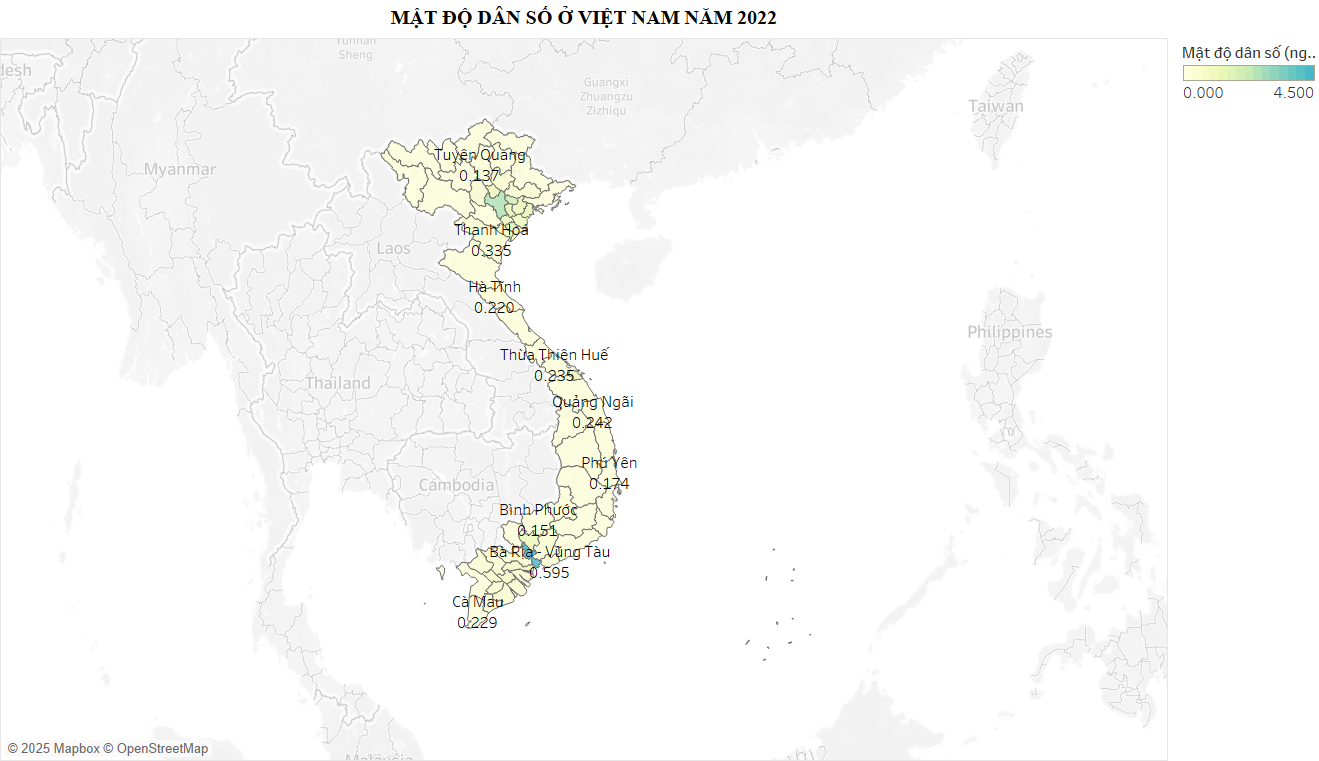 MẬT ĐỘ DÂN SỐ Ở VIỆT NAM NĂM 2022
Mật độ dân số (ng..
0.000 4.500
Yunnan
Sheng
desh
Guangxi
Zhuangzu
Zizhiqu
Taiwan
Myanmar
Tuyên Quang
0.137
Thanh Hoá
0.335
Laos
Hà Tĩnh
0.220
Philippines
Thừa Thiên Huế
0.235
Thailand
Quảng Ngãi
0.242
Phú Yên
0.174
Cambodia
Bình Phước
0.151
Bà Rịa - Vũng Tàu
0.595
Cà Mau
0.229
© 2025 Mapbox © OpenStreetMap
Malaysia